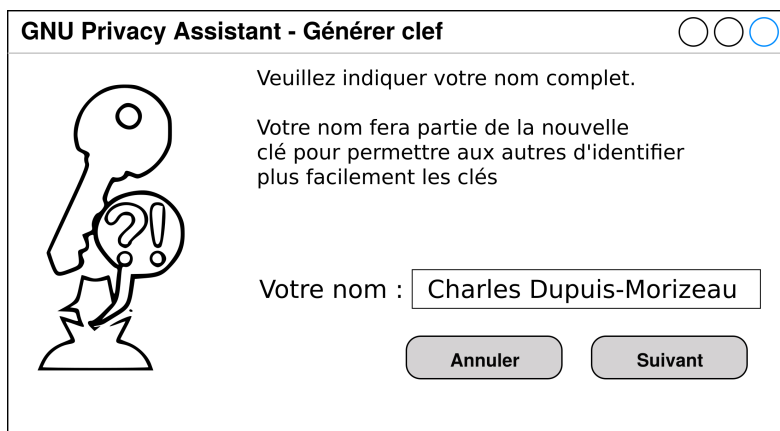 GNU Privacy Assistant - Générer clef
Veuillez indiquer votre nom complet.
Votre nom fera partie de la nouvelle
clé pour permettre aux autres d'identifier
plus facilement les clés
?!
Votre nom : Charles Dupuis-Morizeau
Annuler Suivant